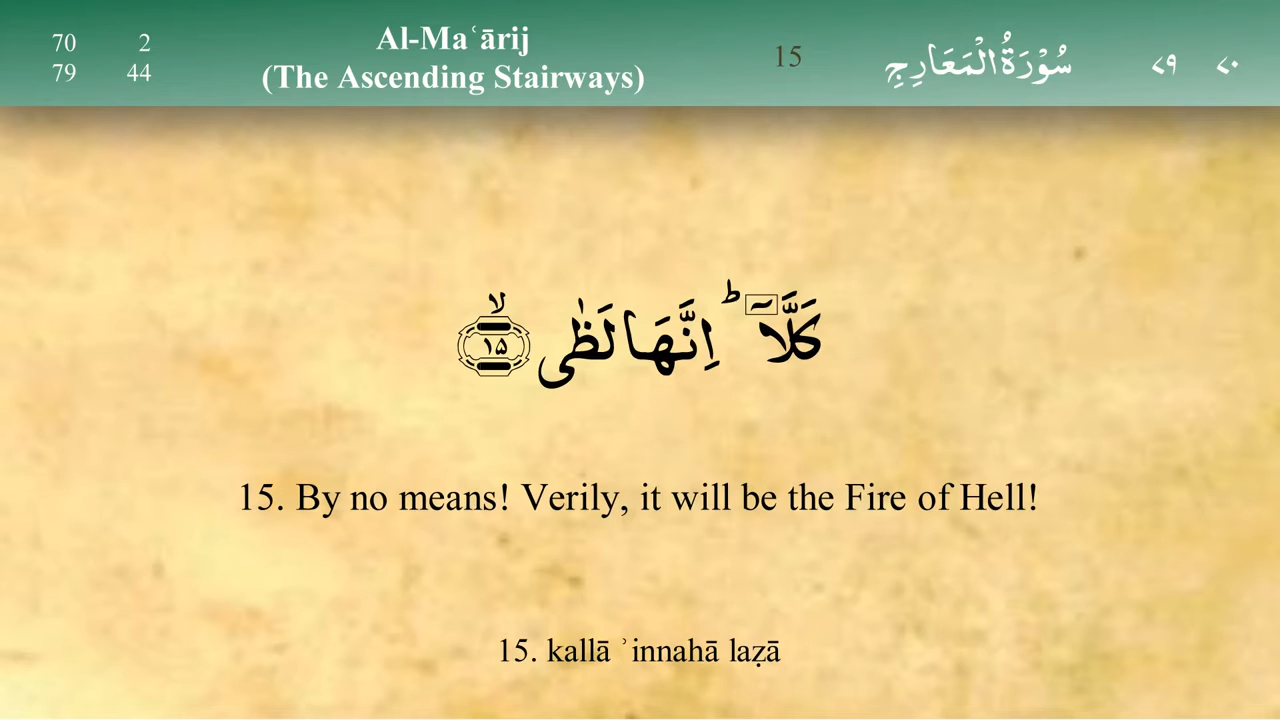 70 2
79 44
Al-Maʿārij
(The Ascending Stairways)
15
سُوْرَةُ الْمَعَارِجِ
٧٩ ٧٠
كَلَّاۤ ؕ اِنَّهَا لَظٰى ۙ ۱۵
15. By no means! Verily, it will be the Fire of Hell!
15. kallā ʾinnahā laẓā